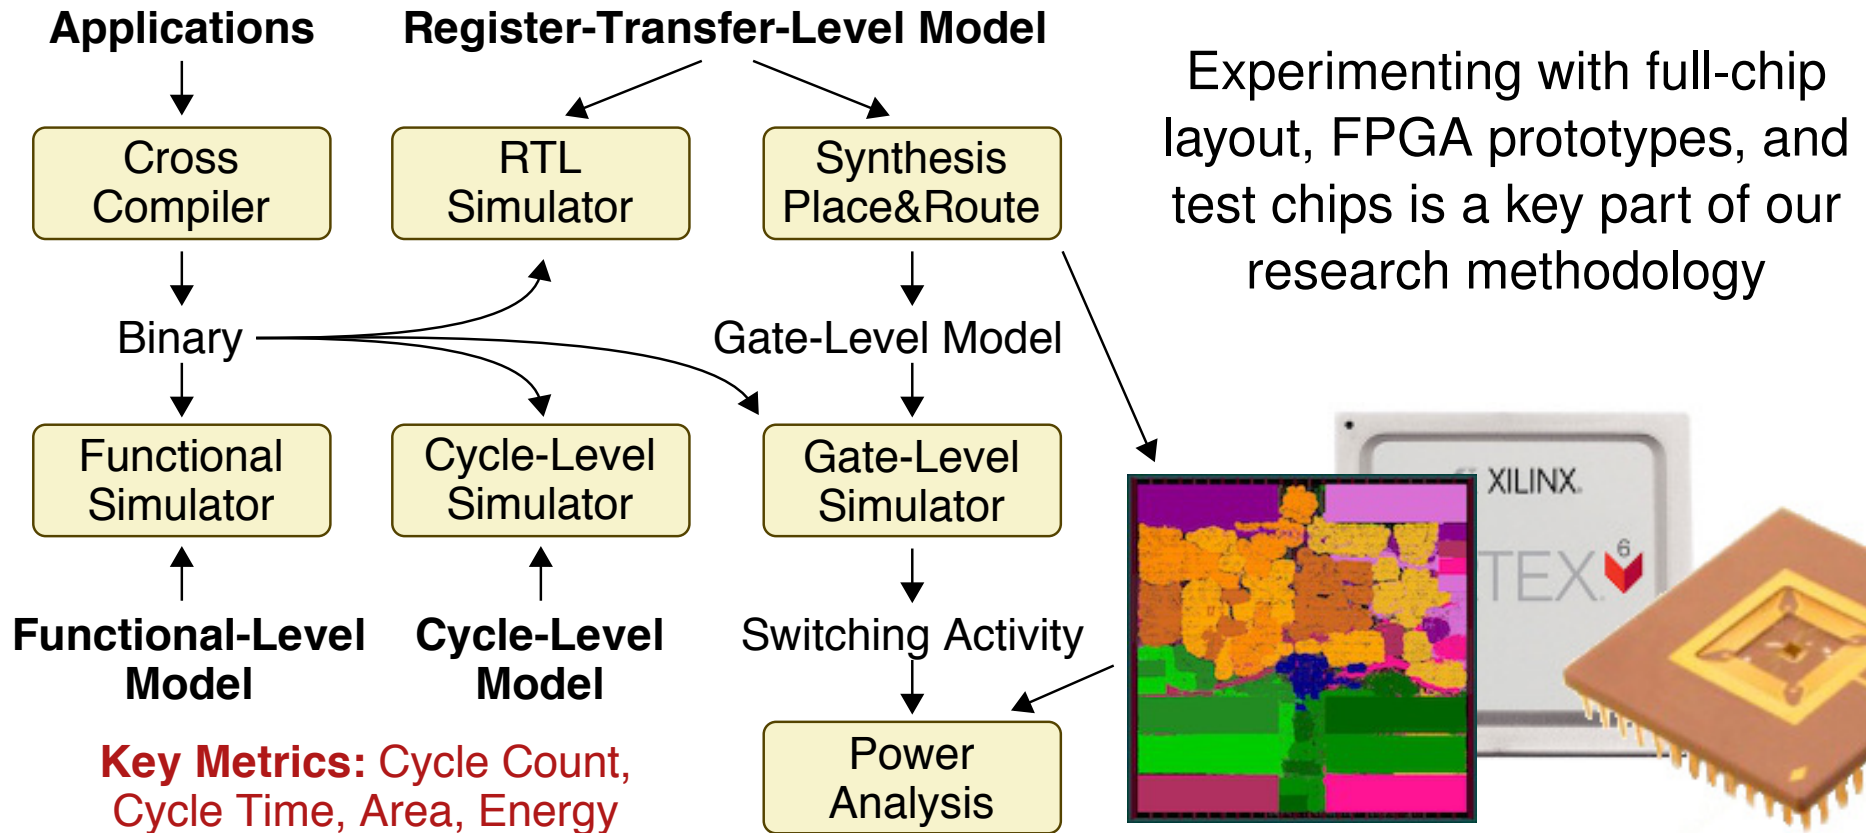 Applications
Register-Transfer-Level Model
Cross
Compiler
RTL
Simulator
Synthesis
Place&Route
Experimenting with full-chip
layout, FPGA prototypes, and
test chips is a key part of our
research methodology
Binary
Gate-Level Model
Functional
Simulator
Cycle-Level
Simulator
Gate-Level
Simulator
XILINX
TEX
6
Functional-Level
Model
Cycle-Level
Model
Switching Activity
Power
Analysis
Key Metrics: Cycle Count,
Cycle Time, Area, Energy